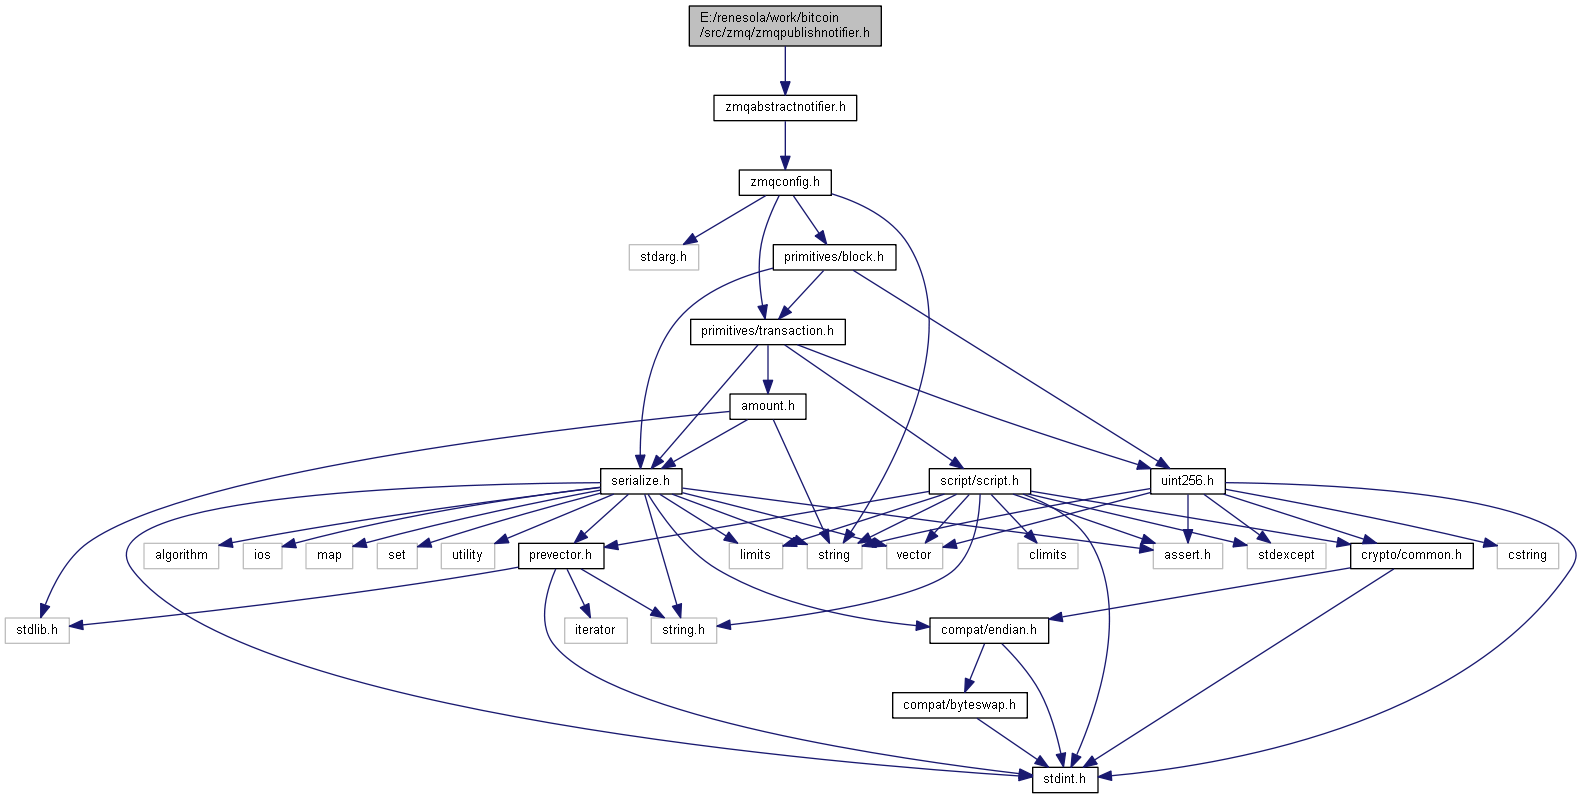 E:/renesola/work/bitcoin
/src/zmq/zmqpublishnotifier.h
zmqabstractnotifier.h
zmqconfig.h
stdarg.h
primitives/block.h
primitives/transaction.h
amount.h
serialize.h
script/script.h
uint256.h
algorithm
ios
map
set
utility
prevector.h
limits
string
vector
climits
assert.h
stdexcept
crypto/common.h
cstring
stdlib.h
iterator
string.h
compat/endian.h
compat/byteswap.h
stdint.h